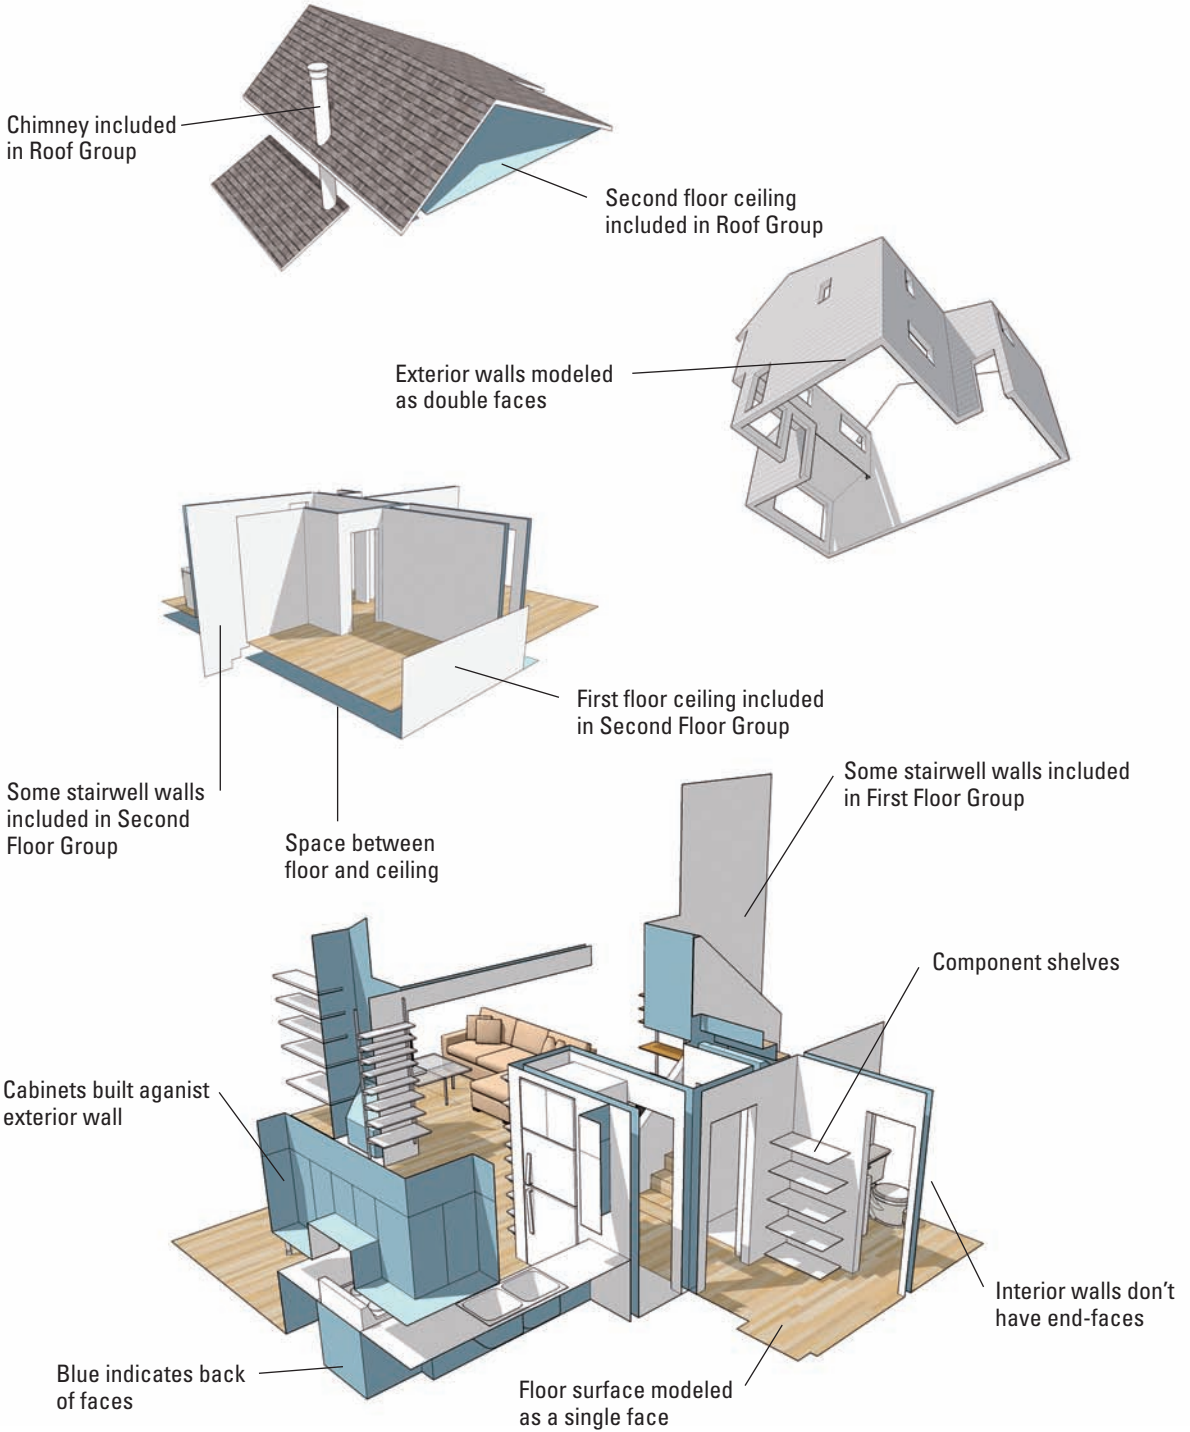 Chimney included
in Roof Group
Second floor ceiling
included in Roof Group
Exterior walls modeled
as double faces
First floor ceiling included
in Second Floor Group
Some stairwell walls
included in Second
Floor Group
Space between
floor and ceiling
Some stairwell walls included
in First Floor Group
Component shelves
Cabinets built aganist
exterior wall
Interior walls don’t
have end-faces
Blue indicates back
of faces
Floor surface modeled
as a single face